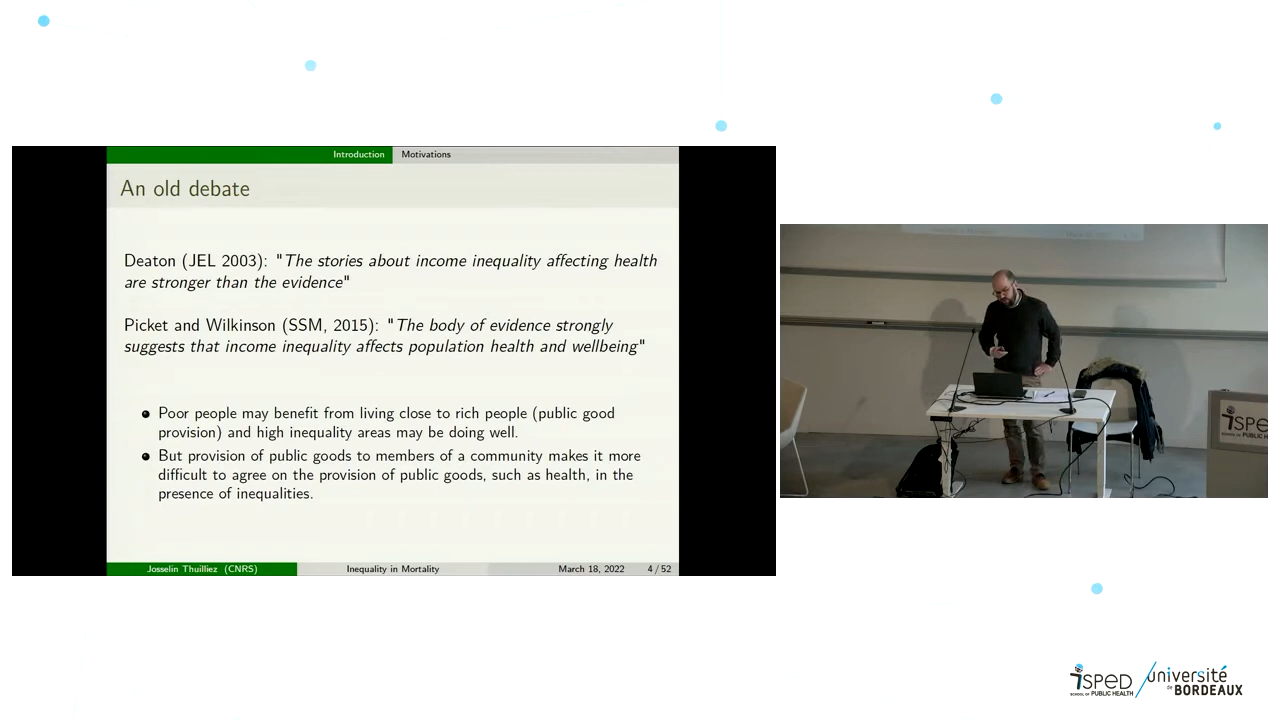 Introduction Motivations
An old debate
Deaton (JEL 2003): "The stories about income inequality affecting health
are stronger than the evidence"
Picket and Wilkinson (SSM, 2015): "The body of evidence strongly
suggests that income inequality affects population health and wellbeing"
Poor people may benefit from living close to rich people (public good
provision) and high inequality areas may be doing well.
But provision of public goods to members of a community makes it more
difficult to agree on the provision of public goods, such as health, in the
presence of inequalities.
Josselin Thuilliez (CNRS) Inequality in Mortality March 18, 2022 4 / 52
iSPED
SCHOOL OF PUBLIC HEALTH
université
de BORDEAUX